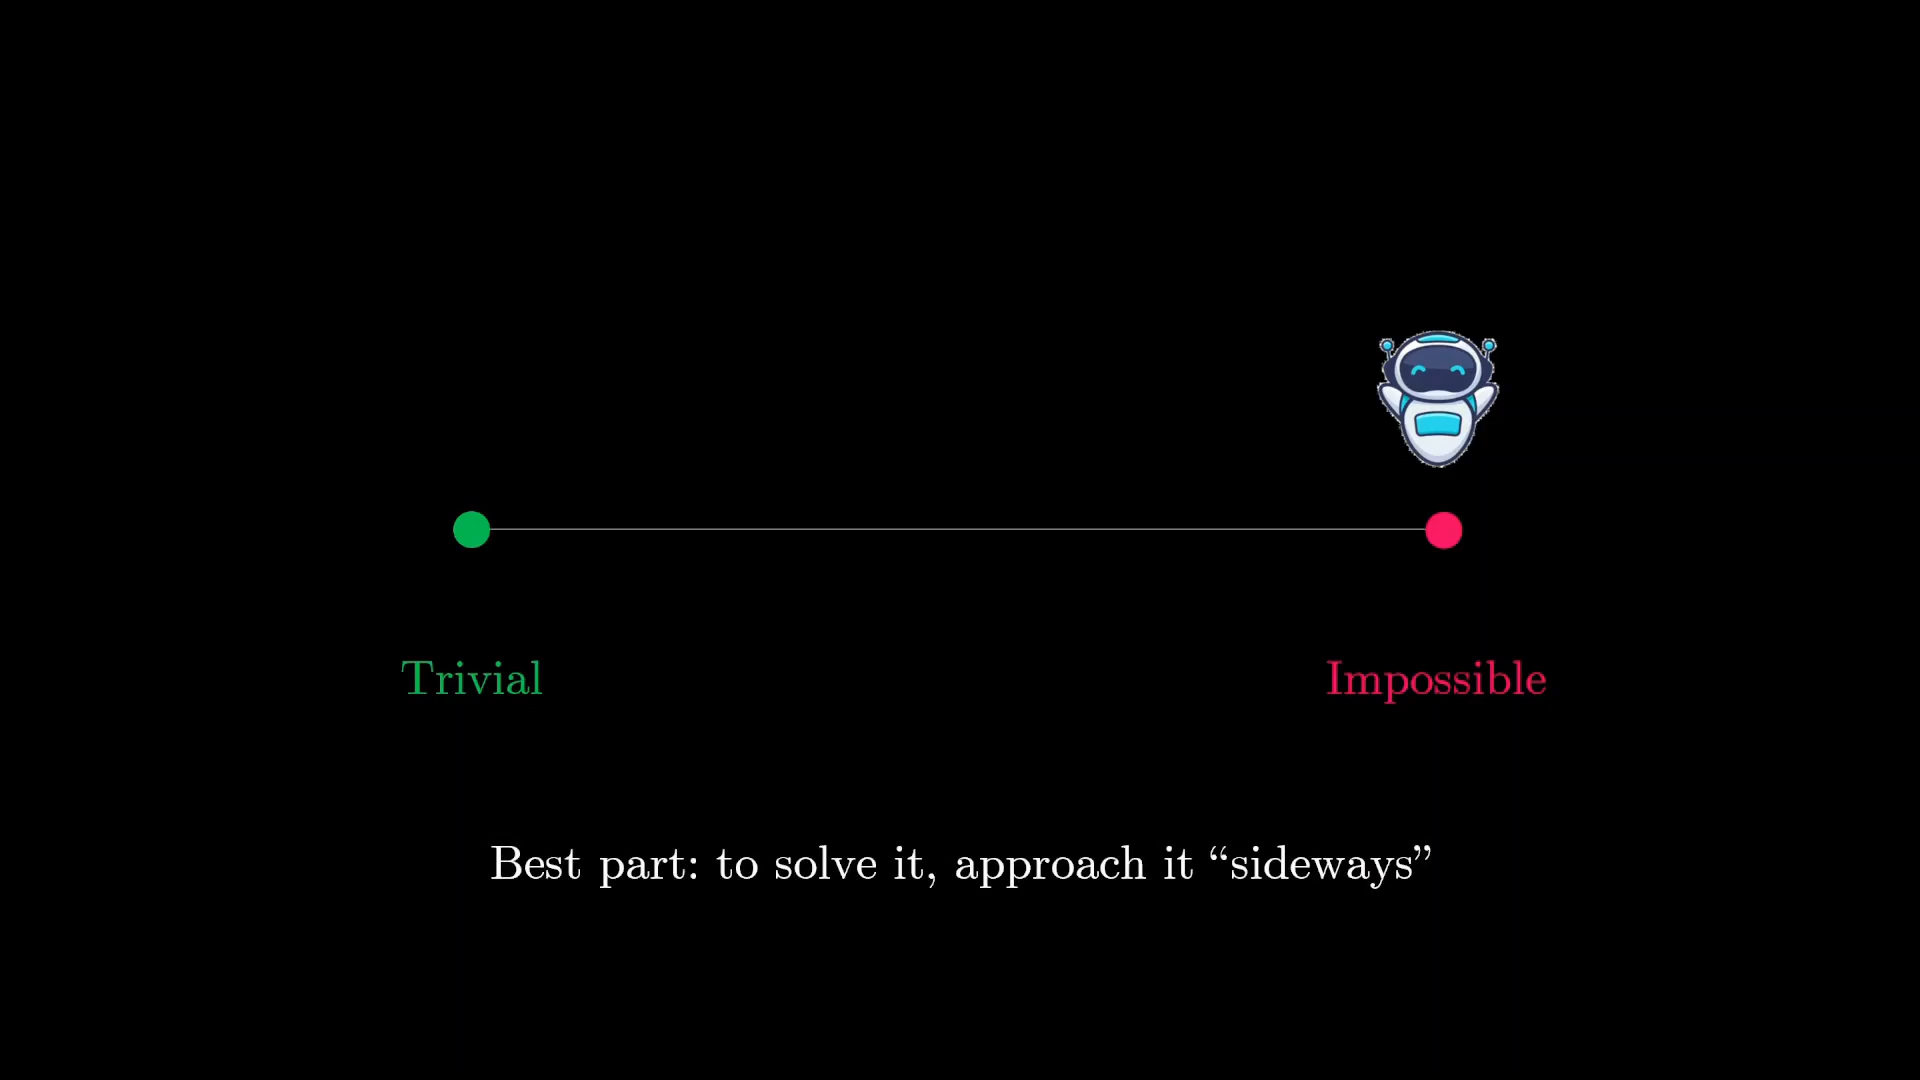 Trivial
Impossible
Best part: to solve it, approach it “sideways”